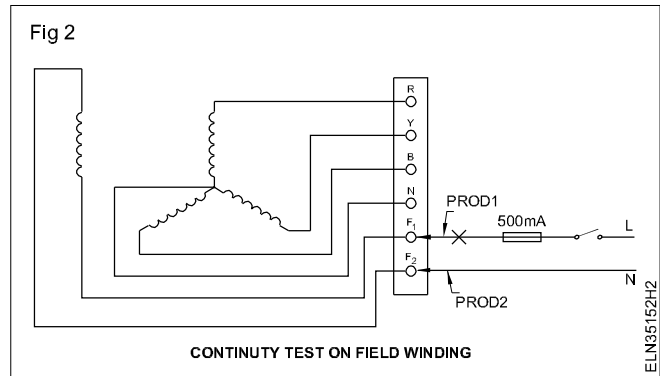 Fig 2
R
Y
B
N
F1
PROD1
500mA
L
F2
PROD2
N
CONTINUTY TEST ON FIELD WINDING
ELN35152H2